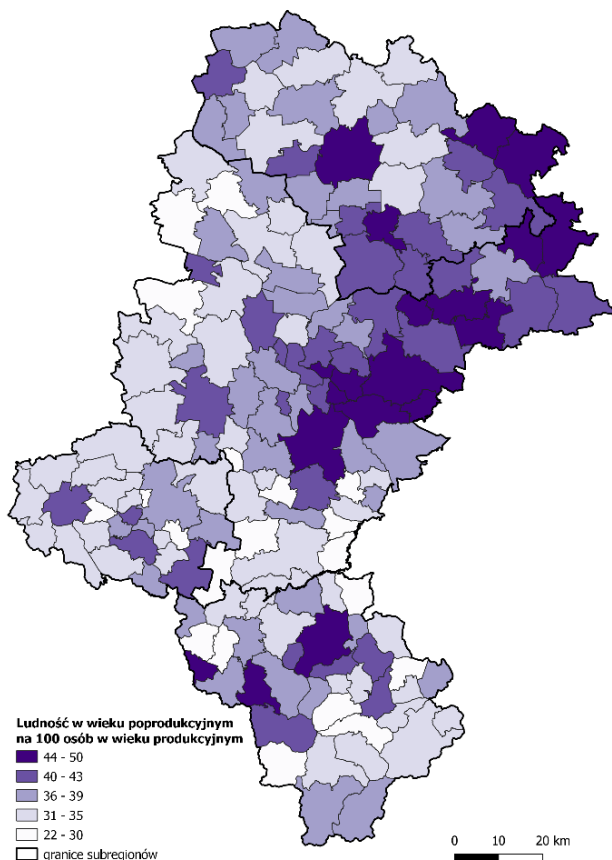 Ludność w wieku poprodukcyjnym
na 100 osób w wieku produkcyjnym
44 - 50
40 - 43
36 - 39
31 - 35
22 - 30
granice subregionów
0 10 20 km